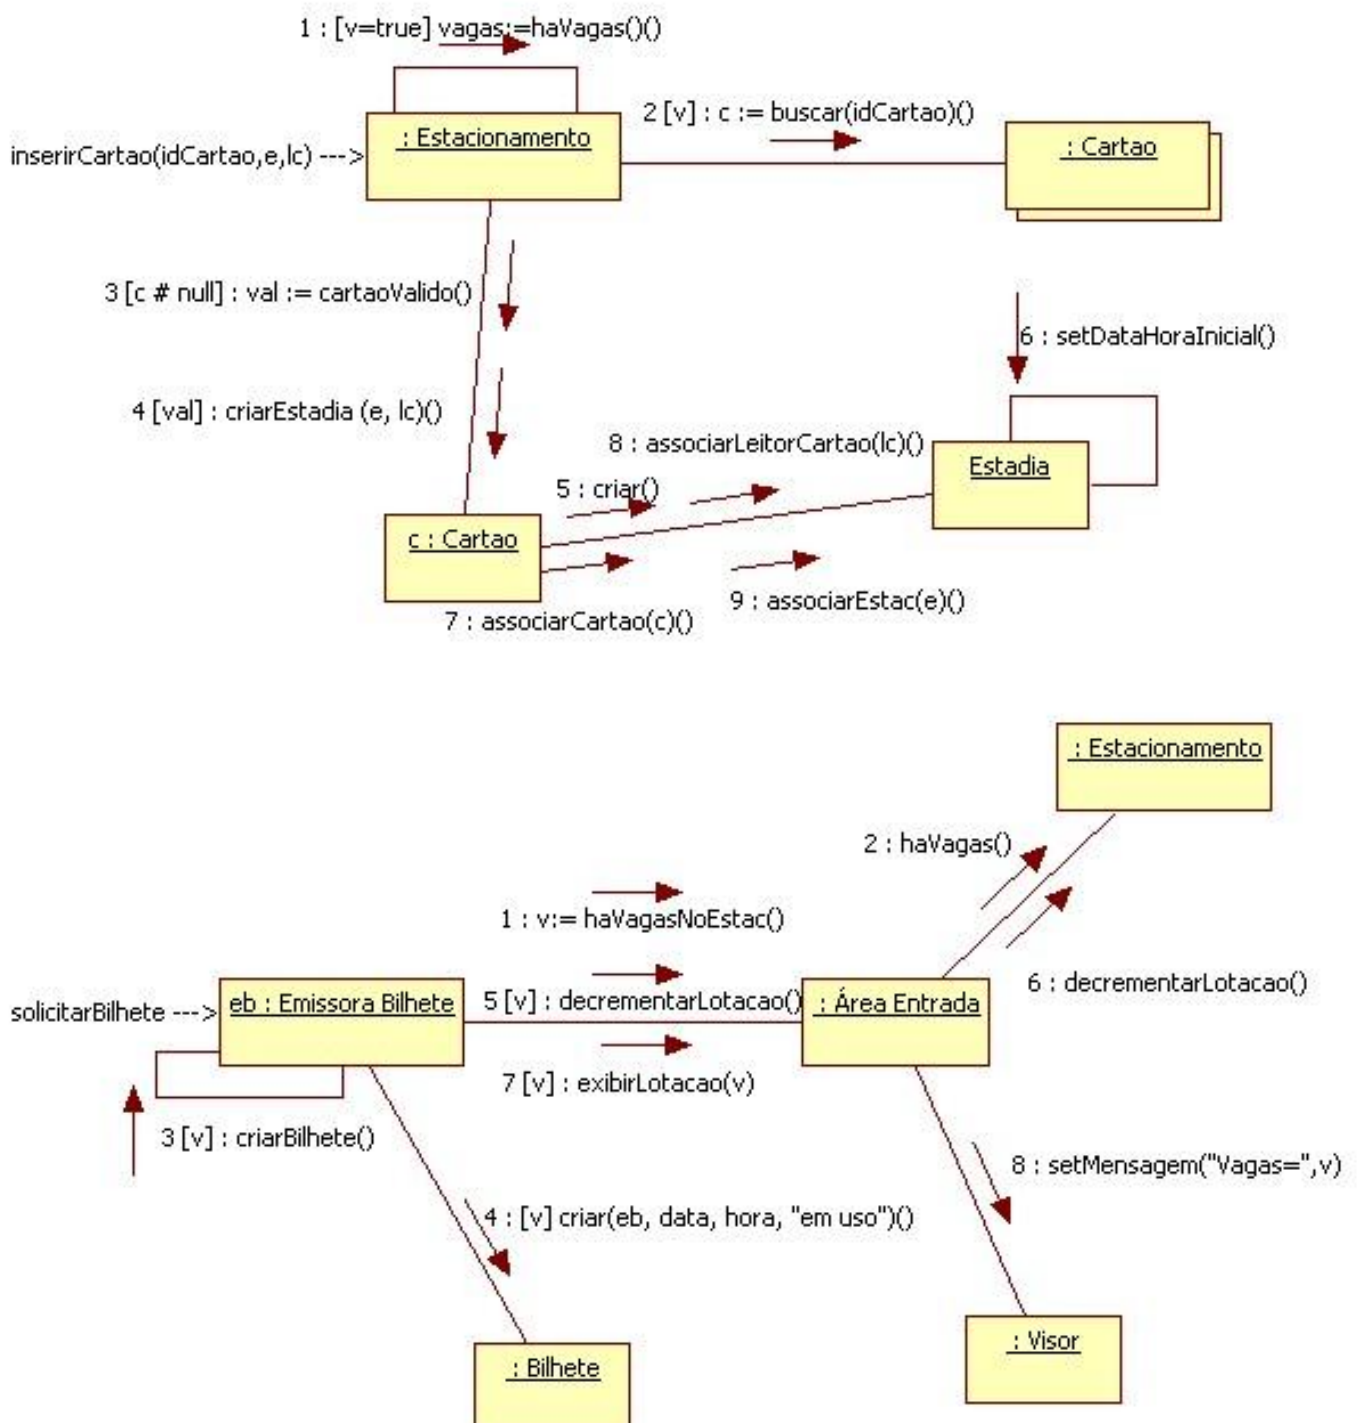 1 : [v=true] vagas:=haVagas()()
: Estacionamento
2 [v] : c := buscar(idCartao)()
: Cartao
inserirCartao(idCartao,e,lc) --->
3 [c # null] : val := cartaoValido()
6 : setDataHoraInicial()
4 [val] : criarEstadia (e, lc)()
8 : associarLeitorCartao(lc)()
Estadia
5 : criar()
c : Cartao
9 : associarEstac(e)()
7 : associarCartao(c)()
: Estacionamento
2 : haVagas()
1 : v:= haVagasNoEstac()
6 : decrementarLotacao()
solicitarBilhete --->
eb : Emissora Bilhete
5 [v] : decrementarLotacao()
: Área Entrada
7 [v] : exibirLotacao(v)
3 [v] : criarBilhete()
8 : setMensagem("Vagas=",v)
4 : [v] criar(eb, data, hora, "em uso")()
: Visor
: Bilhete